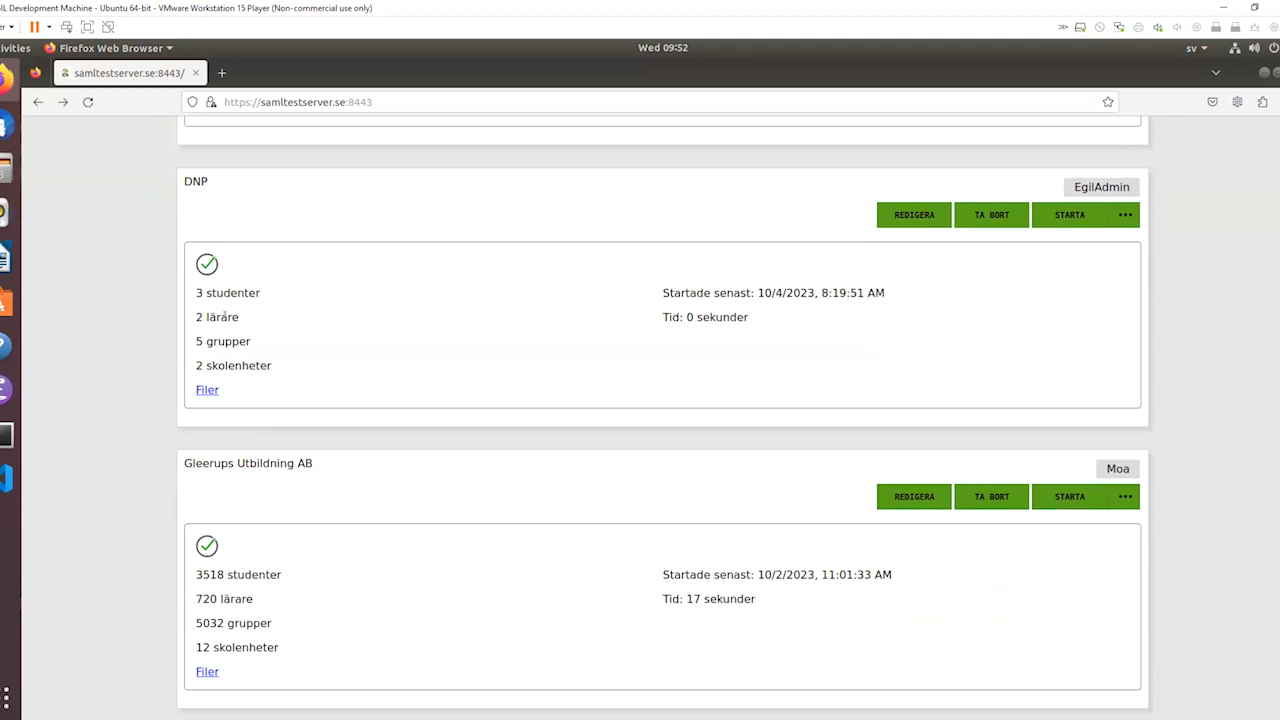 GIL Development Machine - Ubuntu 64-bit - VMware Workstation 15 Player (Non-commercial use only)
Firefox Web Browser
Wed 09:52
sv
samltestserver.se:8443/
https://samltestserver.se:8443
DNP
EgilAdmin
REDIGERA
TA BORT
STARTA
3 studenter
Startade senast: 10/4/2023, 8:19:51 AM
2 lärare
Tid: 0 sekunder
5 grupper
2 skolenheter
Filer
Gleerups Utbildning AB
Moa
REDIGERA
TA BORT
STARTA
3518 studenter
Startade senast: 10/2/2023, 11:01:33 AM
720 lärare
Tid: 17 sekunder
5032 grupper
12 skolenheter
Filer